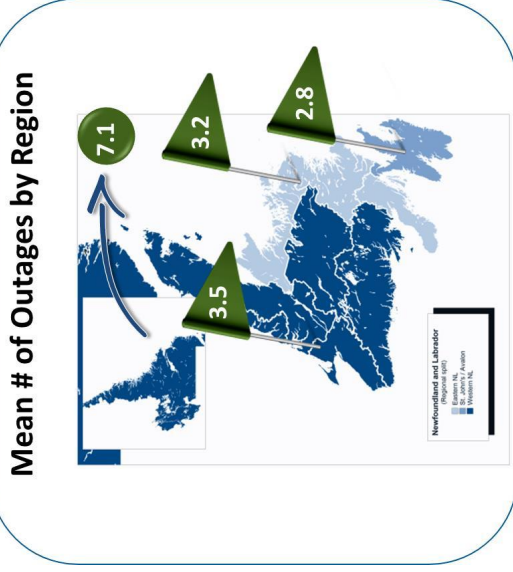 Mean # of Outages by Region
7.1
3.2
2.8
3.5
Newfoundland and Labrador
(Regional split)
Eastern NL
St. John's / Avalon
Western NL